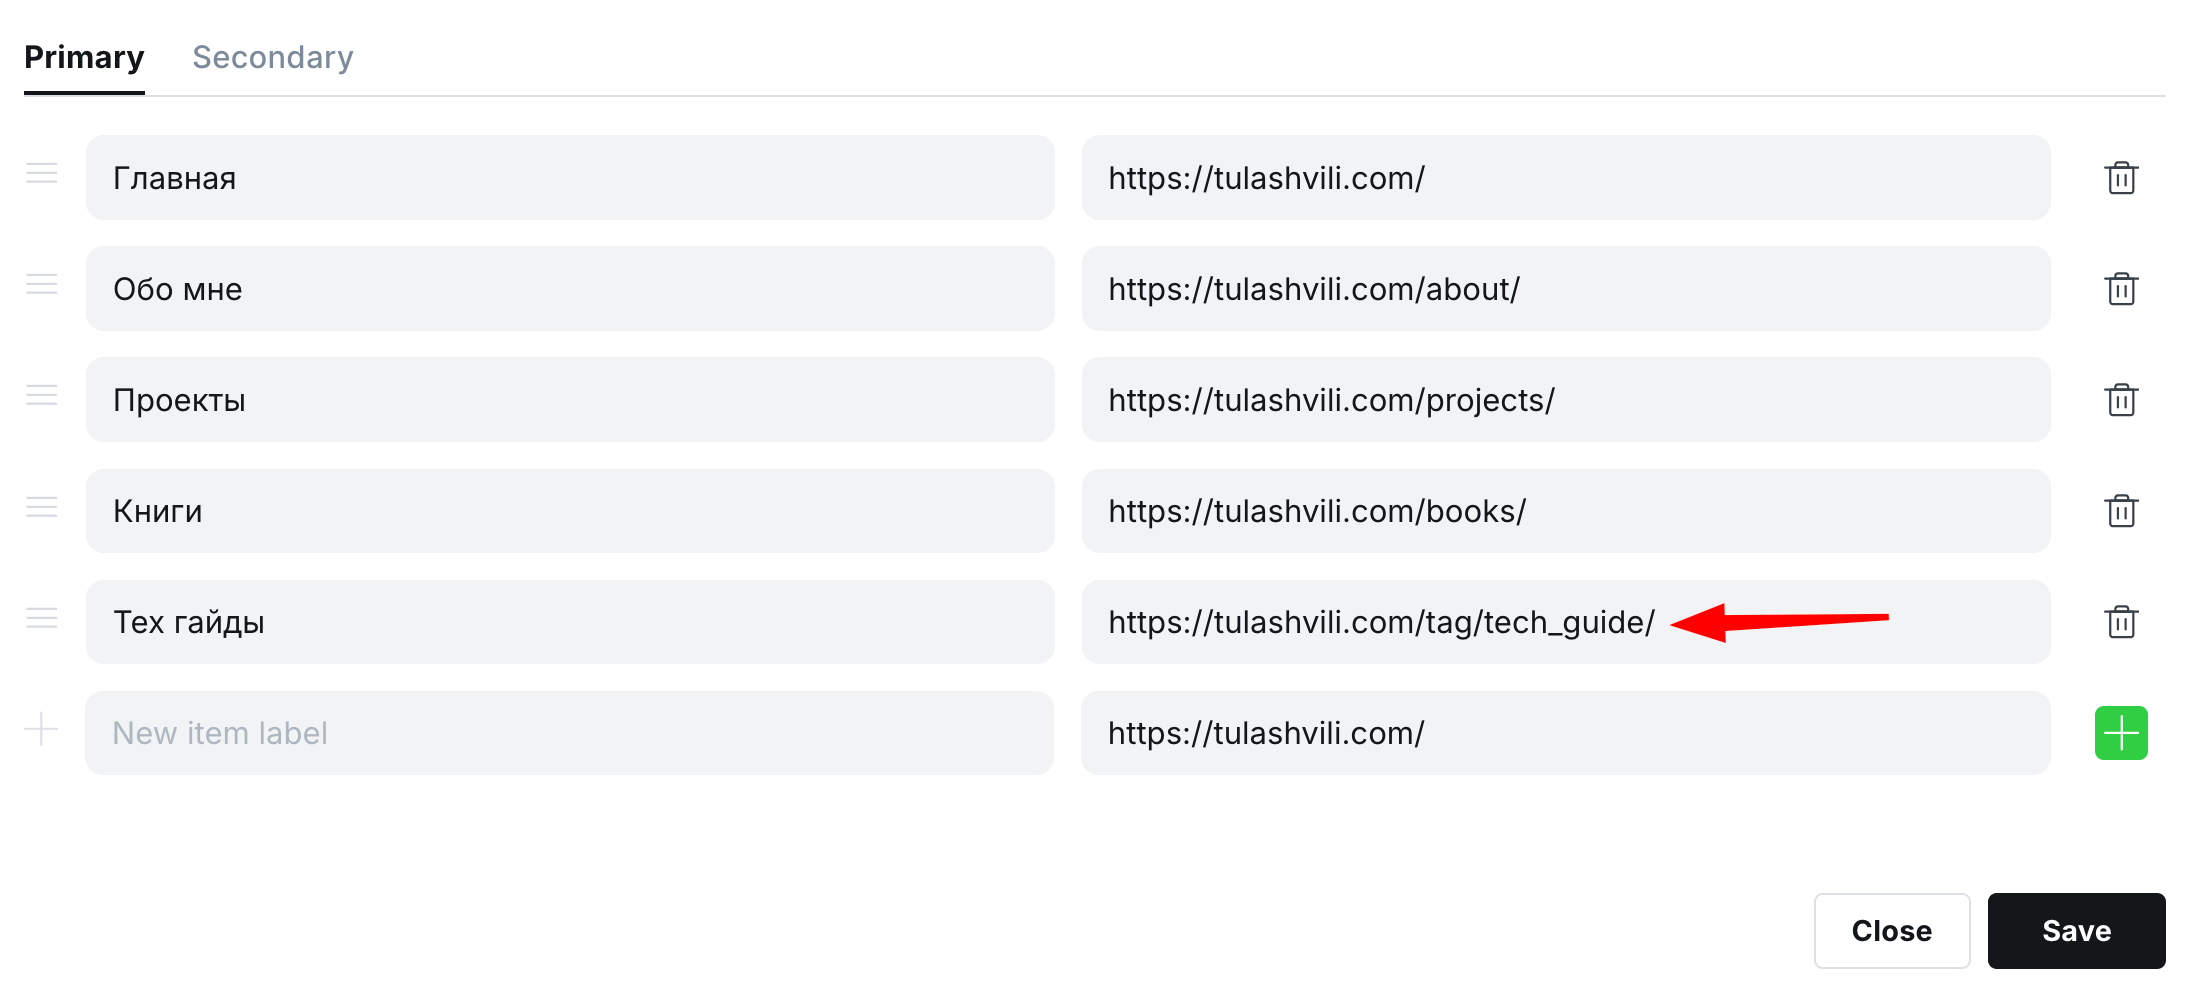 Primary Secondary
Главная https://tulashvili.com/
Обо мне https://tulashvili.com/about/
Проекты https://tulashvili.com/projects/
Книги https://tulashvili.com/books/
Тех гайды https://tulashvili.com/tag/tech_guide/
New item label https://tulashvili.com/
Close Save